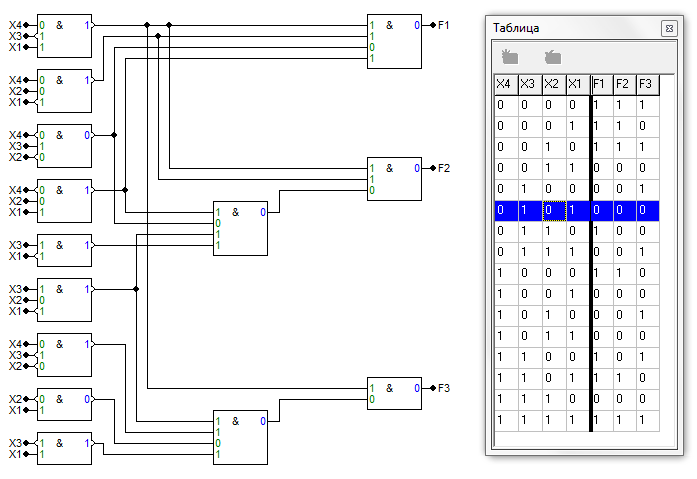 X4 0 & 1
X3 1
X1 1
X4 0 & 1
X2 0
X1 1
X4 0 & 0
X3 1
X2 0
X4 0 & 1
X2 0
X1 1
X3 1 & 1
X1 1
X3 1 & 1
X2 0
X1 1
X4 0 & 1
X3 1
X2 0
X2 0 & 0
X1 1
X3 1 & 1
X1 1
1 & 0
0
1
1
1 & 0
1
0
1
1 & 0 F1
1
0
1
1 & 0 F2
1
0
1 & 0 F3
0
Таблица
X4 X3 X2 X1 F1 F2 F3
0 0 0 0 1 1 1
0 0 0 1 1 1 0
0 0 1 0 1 1 1
0 0 1 1 0 0 0
0 1 0 0 0 0 1
0 1 0 1 0 0 0
0 1 1 0 0 1 0
0 1 1 1 1 1 1
1 0 0 0 1 1 0
1 0 0 1 0 0 0
1 0 1 0 0 0 1
1 0 1 1 0 0 0
1 1 0 0 1 0 1
1 1 0 1 1 1 0
1 1 1 0 0 0 1
1 1 1 1 1 1 1